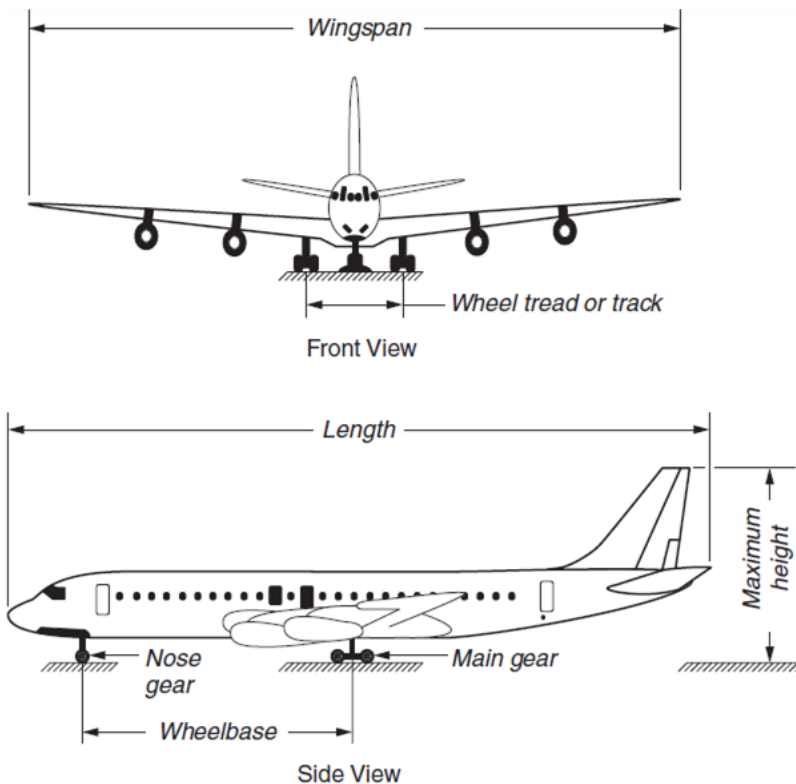 Wingspan
Wheel tread or track
Front View
Length
Maximum
height
Nose
gear
Main gear
Wheelbase
Side View